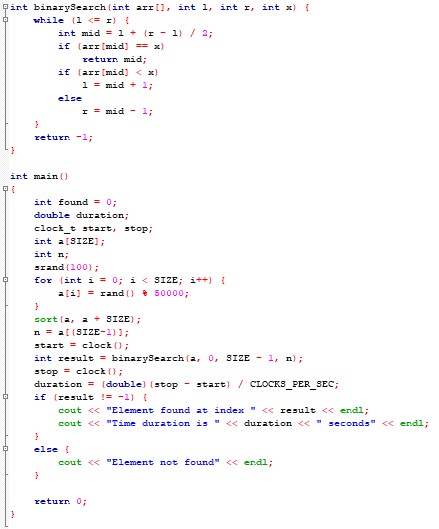 int binarySearch(int arr[], int l, int r, int x) {
    while (l <= r) {
        int mid = l + (r - l) / 2;
        if (arr[mid] == x)
            return mid;
        if (arr[mid] < x)
            l = mid + 1;
        else
            r = mid - 1;
    }
    return -1;
}

int main()
{
    int found = 0;
    double duration;
    clock_t start, stop;
    int a[SIZE];
    int n;
    srand(100);
    for (int i = 0; i < SIZE; i++) {
        a[i] = rand() % 50000;
    }
    sort(a, a + SIZE);
    n = a[(SIZE-1)];
    start = clock();
    int result = binarySearch(a, 0, SIZE - 1, n);
    stop = clock();
    duration = (double)(stop - start) / CLOCKS_PER_SEC;
    if (result != -1) {
        cout << "Element found at index " << result << endl;
        cout << "Time duration is " << duration << " seconds" << endl;
    }
    else {
        cout << "Element not found" << endl;
    }

    return 0;
}